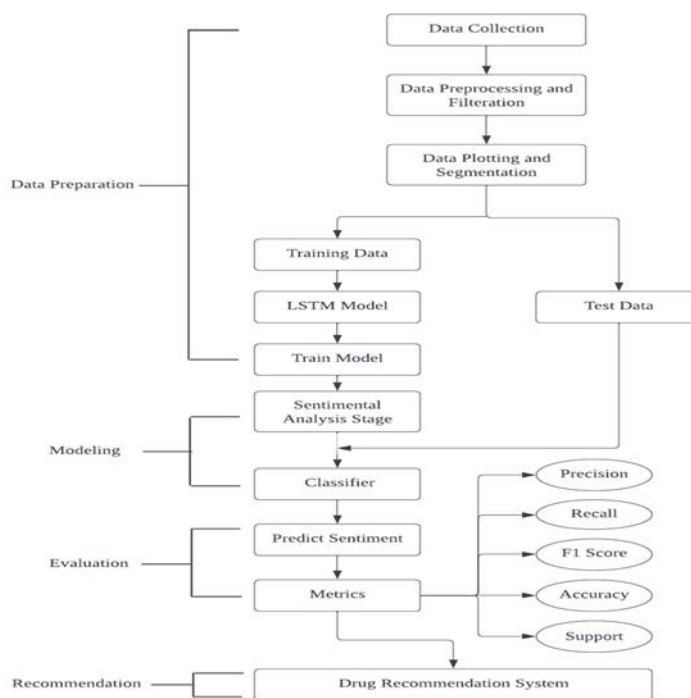 Data Collection
Data Preprocessing and
Filteration
Data Plotting and
Segmentation
Data Preparation
Training Data
LSTM Model
Test Data
Train Model
Sentimental
Analysis Stage
Modeling
Classifier
Precision
Recall
Predict Sentiment
F1 Score
Evaluation
Metrics
Accuracy
Support
Recommendation
Drug Recommendation System